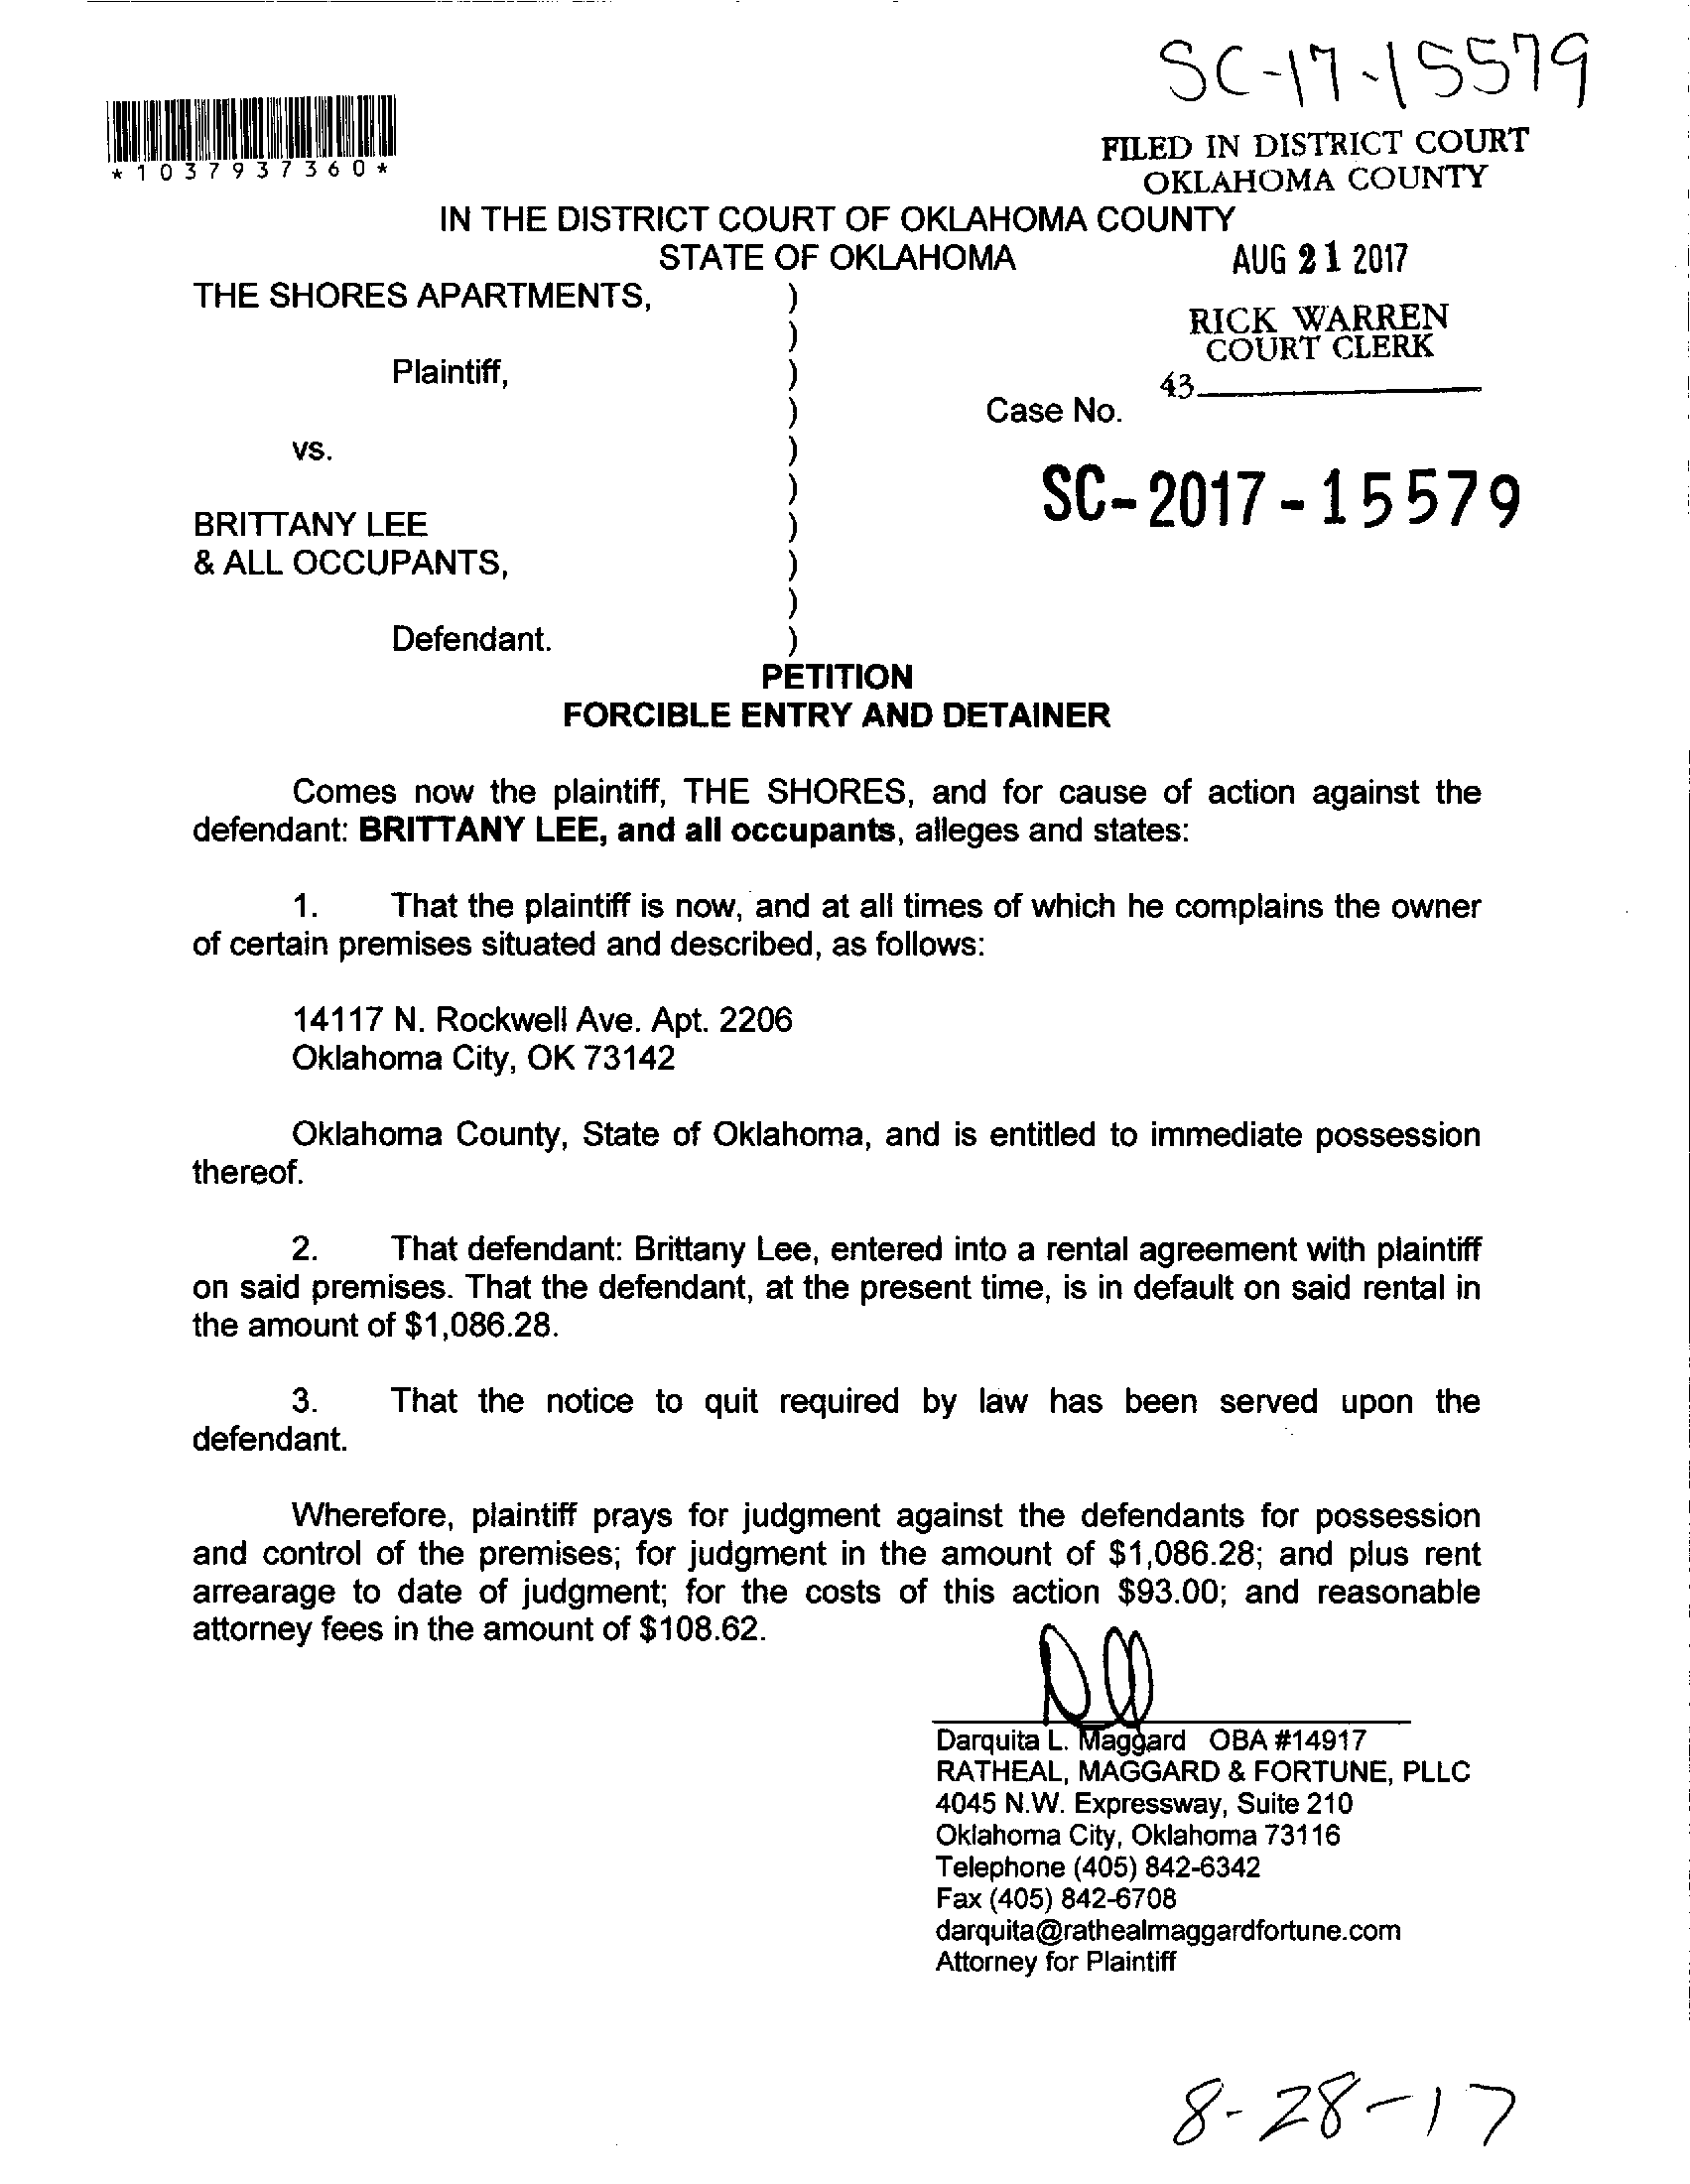 SC-17-15579
*1037937360*
FILED IN DISTRICT COURT
OKLAHOMA COUNTY
IN THE DISTRICT COURT OF OKLAHOMA COUNTY
STATE OF OKLAHOMA
AUG 21 2017
THE SHORES APARTMENTS, )
)
RICK WARREN
COURT CLERK
Plaintiff, )
43
) Case No.
vs. )
)
SC-2017-15579
BRITTANY LEE )
& ALL OCCUPANTS, )
)
Defendant. )
PETITION
FORCIBLE ENTRY AND DETAINER
Comes now the plaintiff, THE SHORES, and for cause of action against the
defendant: BRITTANY LEE, and all occupants, alleges and states:
1. That the plaintiff is now, and at all times of which he complains the owner
of certain premises situated and described, as follows:
14117 N. Rockwell Ave. Apt. 2206
Oklahoma City, OK 73142
Oklahoma County, State of Oklahoma, and is entitled to immediate possession
thereof.
2. That defendant: Brittany Lee, entered into a rental agreement with plaintiff
on said premises. That the defendant, at the present time, is in default on said rental in
the amount of $1,086.28.
3. That the notice to quit required by law has been served upon the
defendant.
Wherefore, plaintiff prays for judgment against the defendants for possession
and control of the premises; for judgment in the amount of $1,086.28; and plus rent
arrearage to date of judgment; for the costs of this action $93.00; and reasonable
attorney fees in the amount of $108.62.
Darquita L. Maggard OBA #14917
RATHEAL, MAGGARD & FORTUNE, PLLC
4045 N.W. Expressway, Suite 210
Oklahoma City, Oklahoma 73116
Telephone (405) 842-6342
Fax (405) 842-6708
darquita@rathealmaggardfortune.com
Attorney for Plaintiff
8-28-17